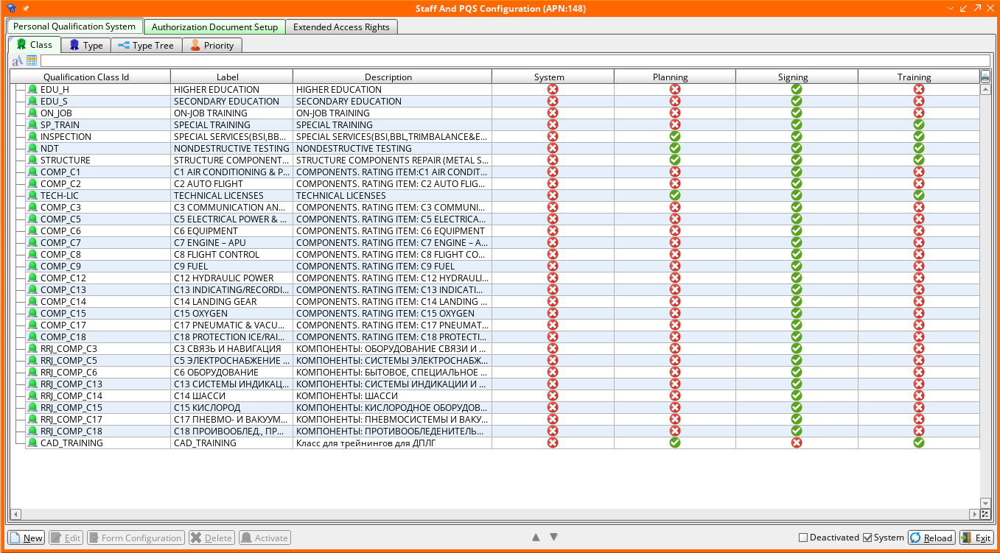 Staff And PQS Configuration (APN:148)
Personal Qualification System Authorization Document Setup Extended Access Rights
Class Type Type Tree Priority
Qualification Class Id Label Description System Planning Signing Training
EDU_H HIGHER EDUCATION HIGHER EDUCATION
EDU_S SECONDARY EDUCATION SECONDARY EDUCATION
ON_JOB ON-JOB TRAINING ON-JOB TRAINING
SP_TRAIN SPECIAL TRAINING SPECIAL TRAINING
INSPECTION SPECIAL SERVICES(BSI,BB... SPECIAL SERVICES(BSI,BBL,TRIMBALANCE&E...
NDT NONDESTRUCTIVE TESTING NONDESTRUCTIVE TESTING
STRUCTURE STRUCTURE COMPONENT... STRUCTURE COMPONENTS REPAIR (METAL S...
COMP_C1 C1 AIR CONDITIONING & P... COMPONENTS. RATING ITEM:C1 AIR CONDIT...
COMP_C2 C2 AUTO FLIGHT COMPONENTS. RATING ITEM: C2 AUTO FLIG...
TECH-LIC TECHNICAL LICENSES TECHNICAL LICENSES
COMP_C3 C3 COMMUNICATION AN... COMPONENTS. RATING ITEM: C3 COMMUNI...
COMP_C5 C5 ELECTRICAL POWER & ... COMPONENTS. RATING ITEM: C5 ELECTRICA...
COMP_C6 C6 EQUIPMENT COMPONENTS. RATING ITEM: C6 EQUIPMENT
COMP_C7 C7 ENGINE – APU COMPONENTS. RATING ITEM: C7 ENGINE – A...
COMP_C8 C8 FLIGHT CONTROL COMPONENTS. RATING ITEM: C8 FLIGHT CO...
COMP_C9 C9 FUEL COMPONENTS. RATING ITEM: C9 FUEL
COMP_C12 C12 HYDRAULIC POWER COMPONENTS. RATING ITEM: C12 HYDRAULI...
COMP_C13 C13 INDICATING/RECORDI... COMPONENTS. RATING ITEM: C13 INDICATI...
COMP_C14 C14 LANDING GEAR COMPONENTS. RATING ITEM: C14 LANDING ...
COMP_C15 C15 OXYGEN COMPONENTS. RATING ITEM: C15 OXYGEN
COMP_C17 C17 PNEUMATIC & VACU... COMPONENTS. RATING ITEM: C17 PNEUMAT...
COMP_C18 C18 PROTECTION ICE/RAI... COMPONENTS. RATING ITEM: C18 PROTECTI...
RRJ_COMP_C3 C3 СВЯЗЬ И НАВИГАЦИЯ КОМПОНЕНТЫ: ОБОРУДОВАНИЕ СВЯЗИ И ...
RRJ_COMP_C5 C5 ЭЛЕКТРОСНАБЖЕНИЕ ... КОМПОНЕНТЫ: СИСТЕМЫ ЭЛЕКТРОСНАБЖ...
RRJ_COMP_C6 C6 ОБОРУДОВАНИЕ КОМПОНЕНТЫ: БЫТОВОЕ, СПЕЦИАЛЬНОЕ ...
RRJ_COMP_C13 C13 СИСТЕМЫ ИНДИКАЦ... КОМПОНЕНТЫ: СИСТЕМЫ ИНДИКАЦИИ И ...
RRJ_COMP_C14 C14 ШАССИ КОМПОНЕНТЫ: ШАССИ
RRJ_COMP_C15 C15 КИСЛОРОД КОМПОНЕНТЫ: КИСЛОРОДНОЕ ОБОРУДОВ...
RRJ_COMP_C17 C17 ПНЕВМО- И ВАКУУМ... КОМПОНЕНТЫ: ПНЕВМОСИСТЕМЫ И ВАКУ...
RRJ_COMP_C18 C18 ПРОИВООБЛЕД., ПР... КОМПОНЕНТЫ: ПРОТИВООБЛЕДЕНИТЕЛЬ...
CAD_TRAINING CAD_TRAINING Класс для трейнингов для ДПЛГ
New Edit Form Configuration Delete Activate Deactivated System Reload Exit